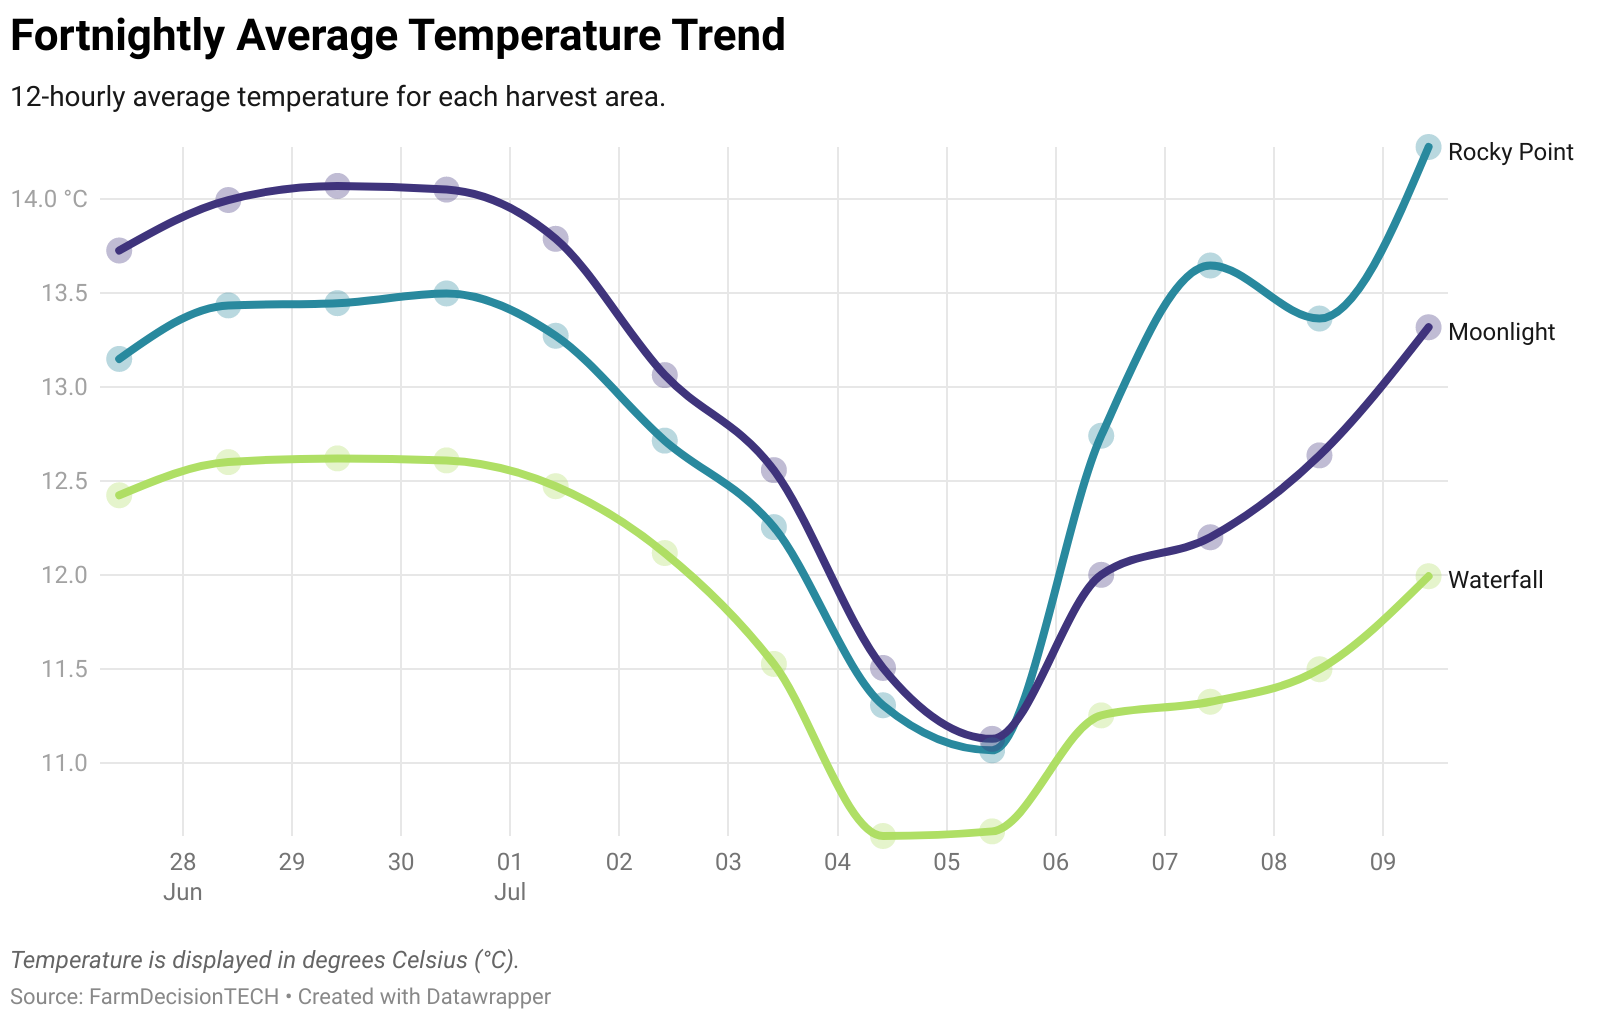 Fortnightly Average Temperature Trend
12-hourly average temperature for each harvest area.
Rocky Point
14.0 °C
13.5
Moonlight
13.0
12.5
12.0
Waterfall
11.5
11.0
28 29 30 01 02 03 04 05 06 07 08 09
Jun Jul
Temperature is displayed in degrees Celsius (°C).
Source: FarmDecisionTECH • Created with Datawrapper